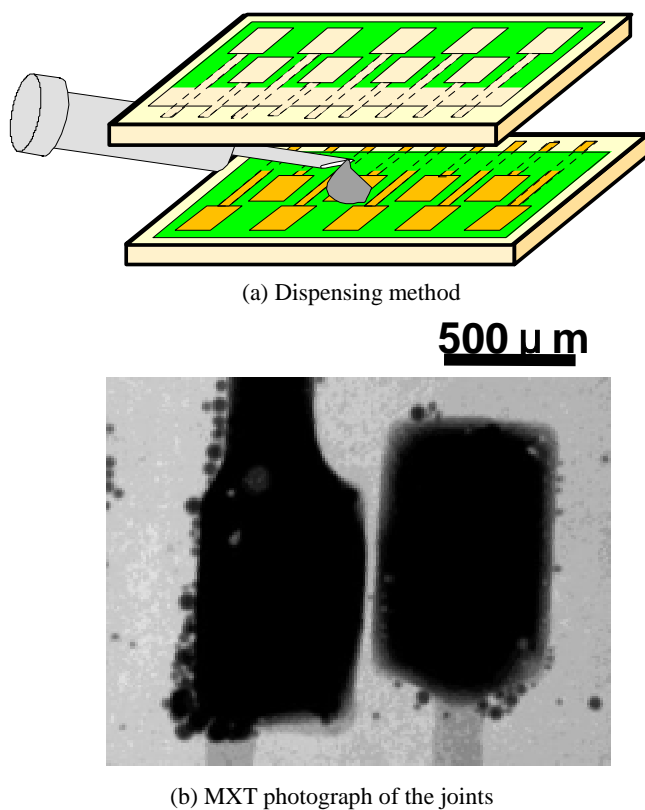 (a) Dispensing method
500 μ m
(b) MXT photograph of the joints